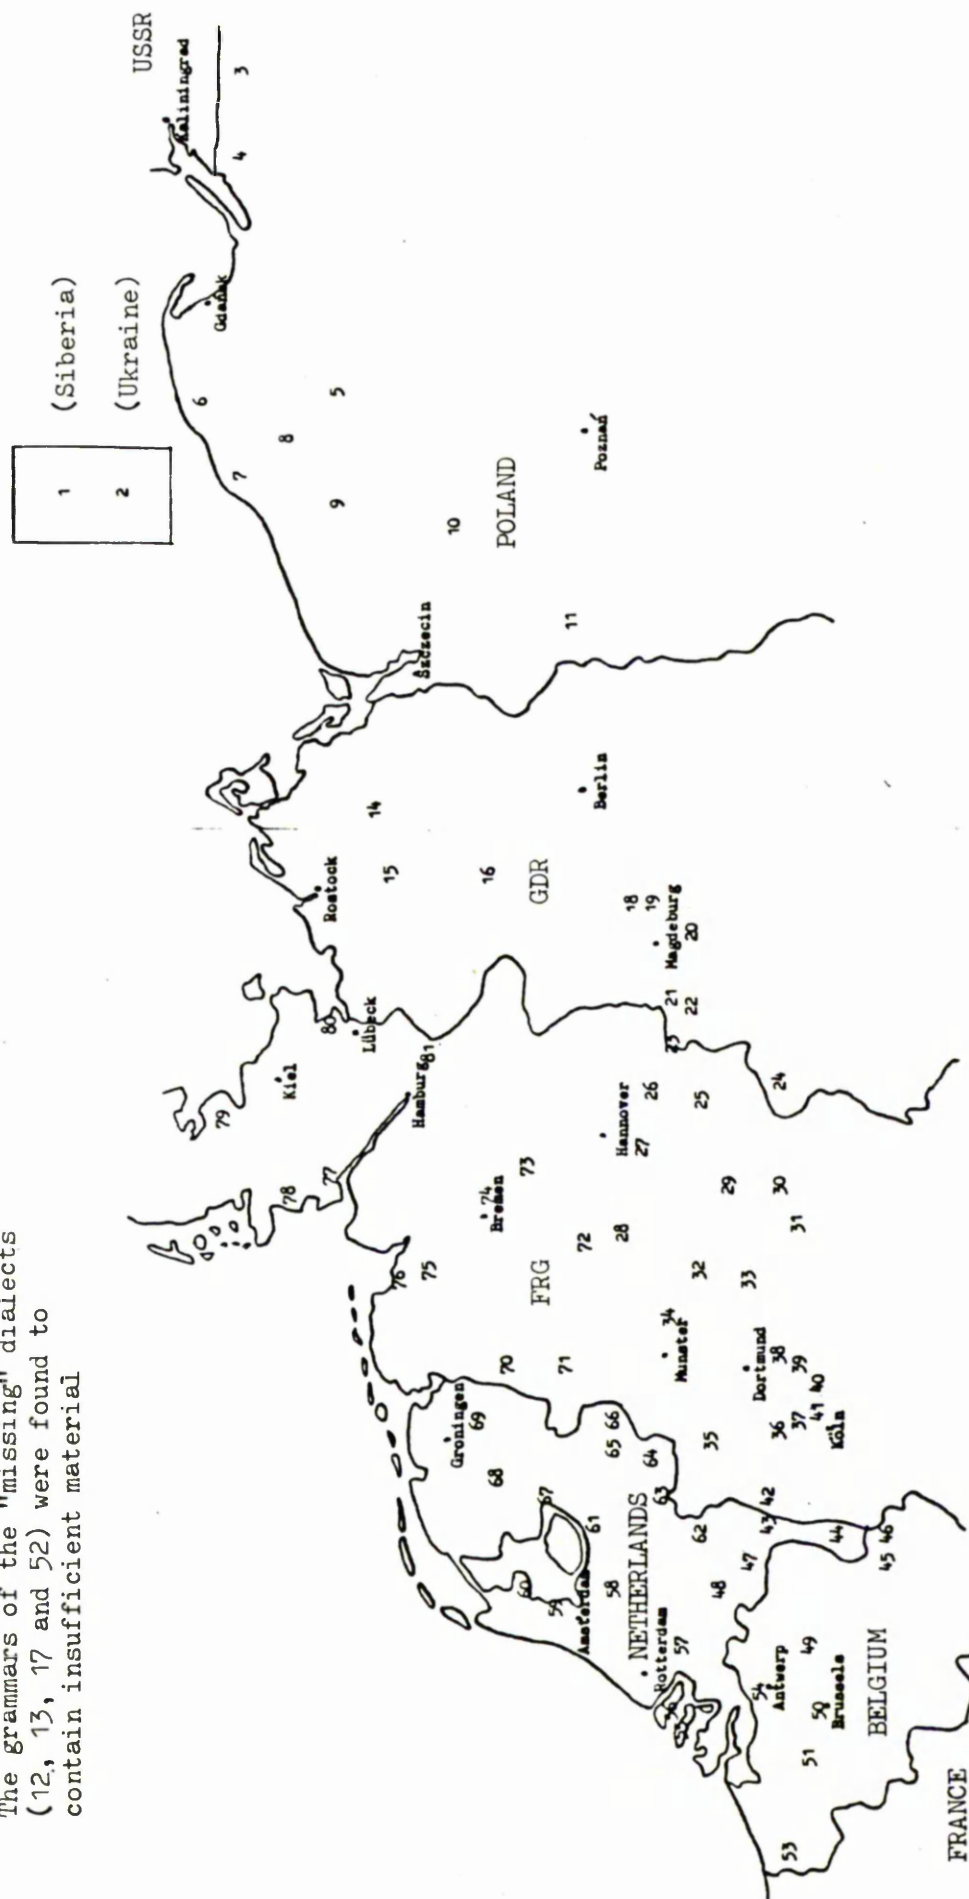 The grammars of the "missing" dialects
(12, 13, 17 and 52) were found to
contain insufficient material
1 (Siberia)
2 (Ukraine)
USSR
Kaliningrad
3
4
Gdańsk
6
5
8
7
9
10
POLAND
Poznań
11
Szczecin
Berlin
14
15
16
Rostock
GDR
18
19
Magdeburg
20
21
22
23
24
80
Lübeck
Kiel
79
Hamburg
81
78
77
26
25
Hannover
27
73
74
Bremen
29
30
31
28
72
FRG
76
75
32
33
34
Munster
Dortmund
38
39
40
41
37
36
Köln
35
70
71
69
Groningen
68
66
65
64
63
67
61
62
42
43
44
46
45
47
48
NETHERLANDS
60
59
58
Amsterdam
Rotterdam
57
56
55
54
Antwerp
49
50
Brussels
BELGIUM
51
53
FRANCE